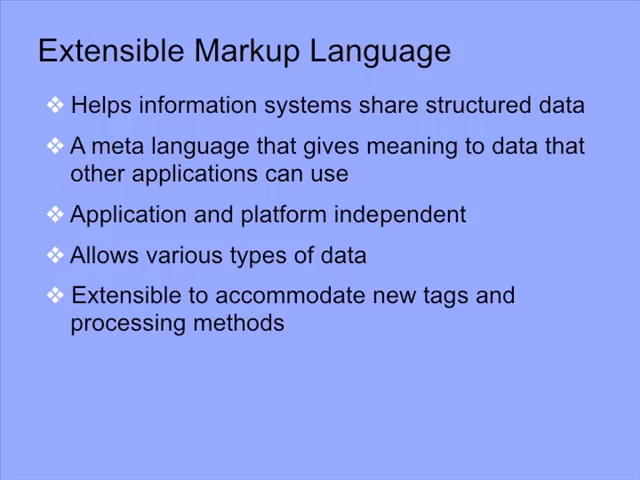 Extensible Markup Language
❖ Helps information systems share structured data
❖ A meta language that gives meaning to data that
other applications can use
❖ Application and platform independent
❖ Allows various types of data
❖ Extensible to accommodate new tags and
processing methods